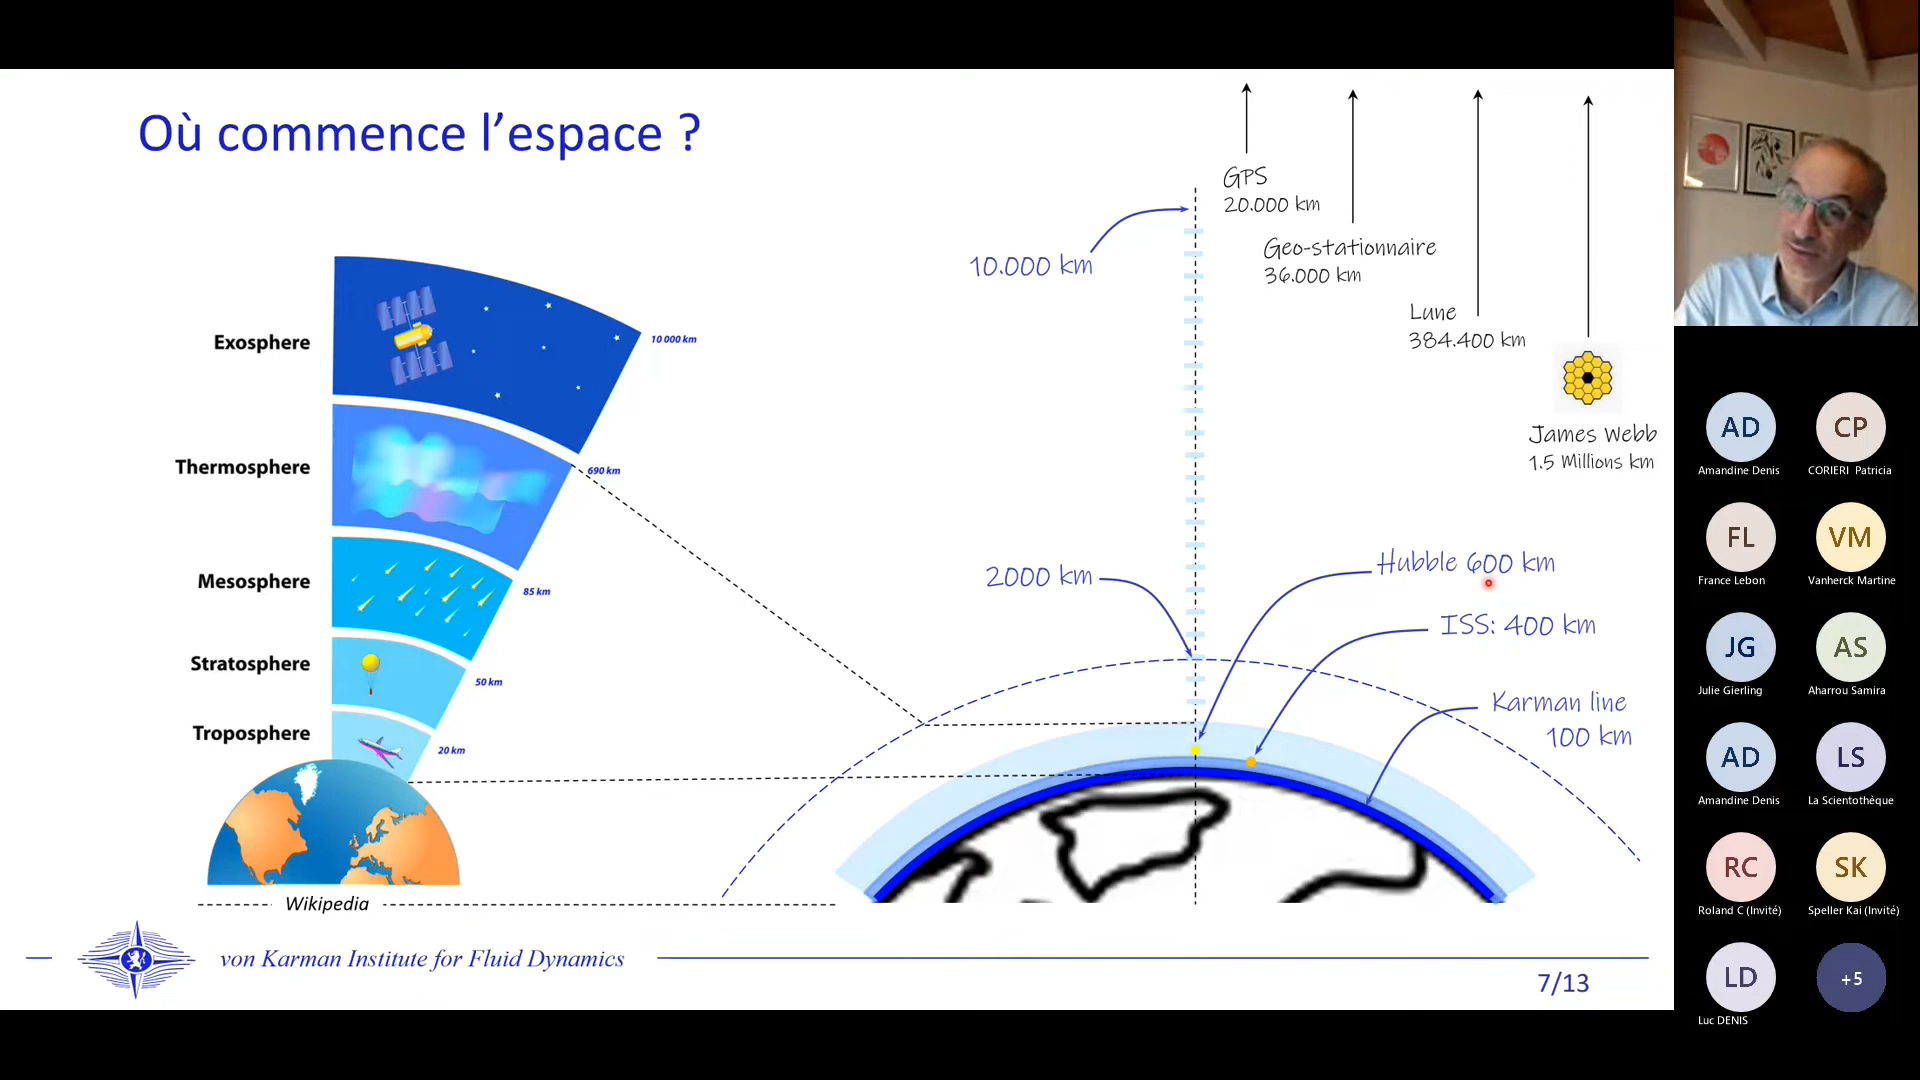 Où commence l’espace ?
Exosphere
10 000 km
Thermosphere
690 km
Mesosphere
85 km
Stratosphere
50 km
Troposphere
20 km
Wikipedia
GPS
20.000 km
10.000 km
Geo-stationnaire
36.000 km
Lune
384.400 km
James Webb
1.5 Millions km
2000 km
Hubble 600 km
ISS: 400 km
Karman line
100 km
von Karman Institute for Fluid Dynamics
7/13
AD
Amandine Denis
CP
CORIERI Patricia
FL
France Lebon
VM
Vanherck Martine
JG
Julie Gierling
AS
Aharrou Samira
AD
Amandine Denis
LS
La Scientothèque
RC
Roland C (Invité)
SK
Speller Kai (Invité)
LD
Luc DENIS
+5